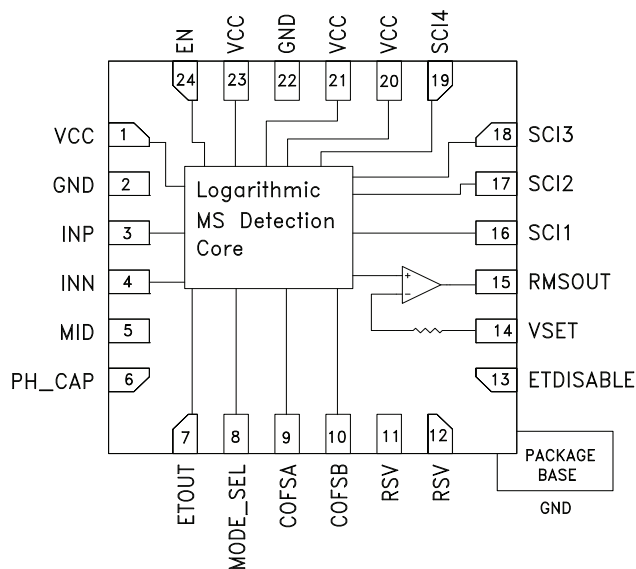 EN
VCC
GND
VCC
VCC
SCI4
24
23
22
21
20
19
VCC
1
18
SCI3
GND
2
17
SCI2
INP
3
16
SCI1
INN
4
15
RMSOUT
MID
5
14
VSET
PH_CAP
6
13
ETDISABLE
Logarithmic
MS Detection
Core
+
−
7
8
9
10
11
12
ETOUT
MODE_SEL
COFSA
COFSB
RSV
RSV
PACKAGE
BASE
GND